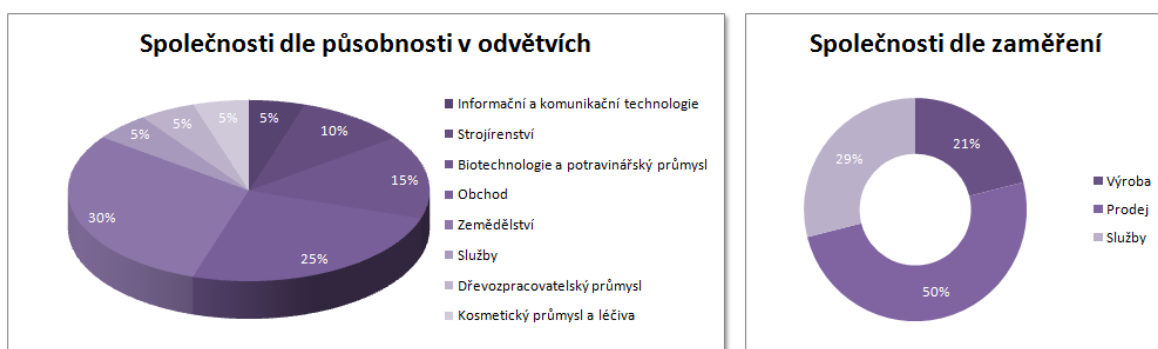 Společnosti dle působnosti v odvětvích
5%
10%
15%
25%
30%
5%
5%
5%
Informační a komunikační technologie
Strojírenství
Biotechnologie a potravinářský průmysl
Obchod
Zemědělství
Služby
Dřevozpracovatelský průmysl
Kosmetický průmysl a léčiva
Společnosti dle zaměření
21%
50%
29%
Výroba
Prodej
Služby